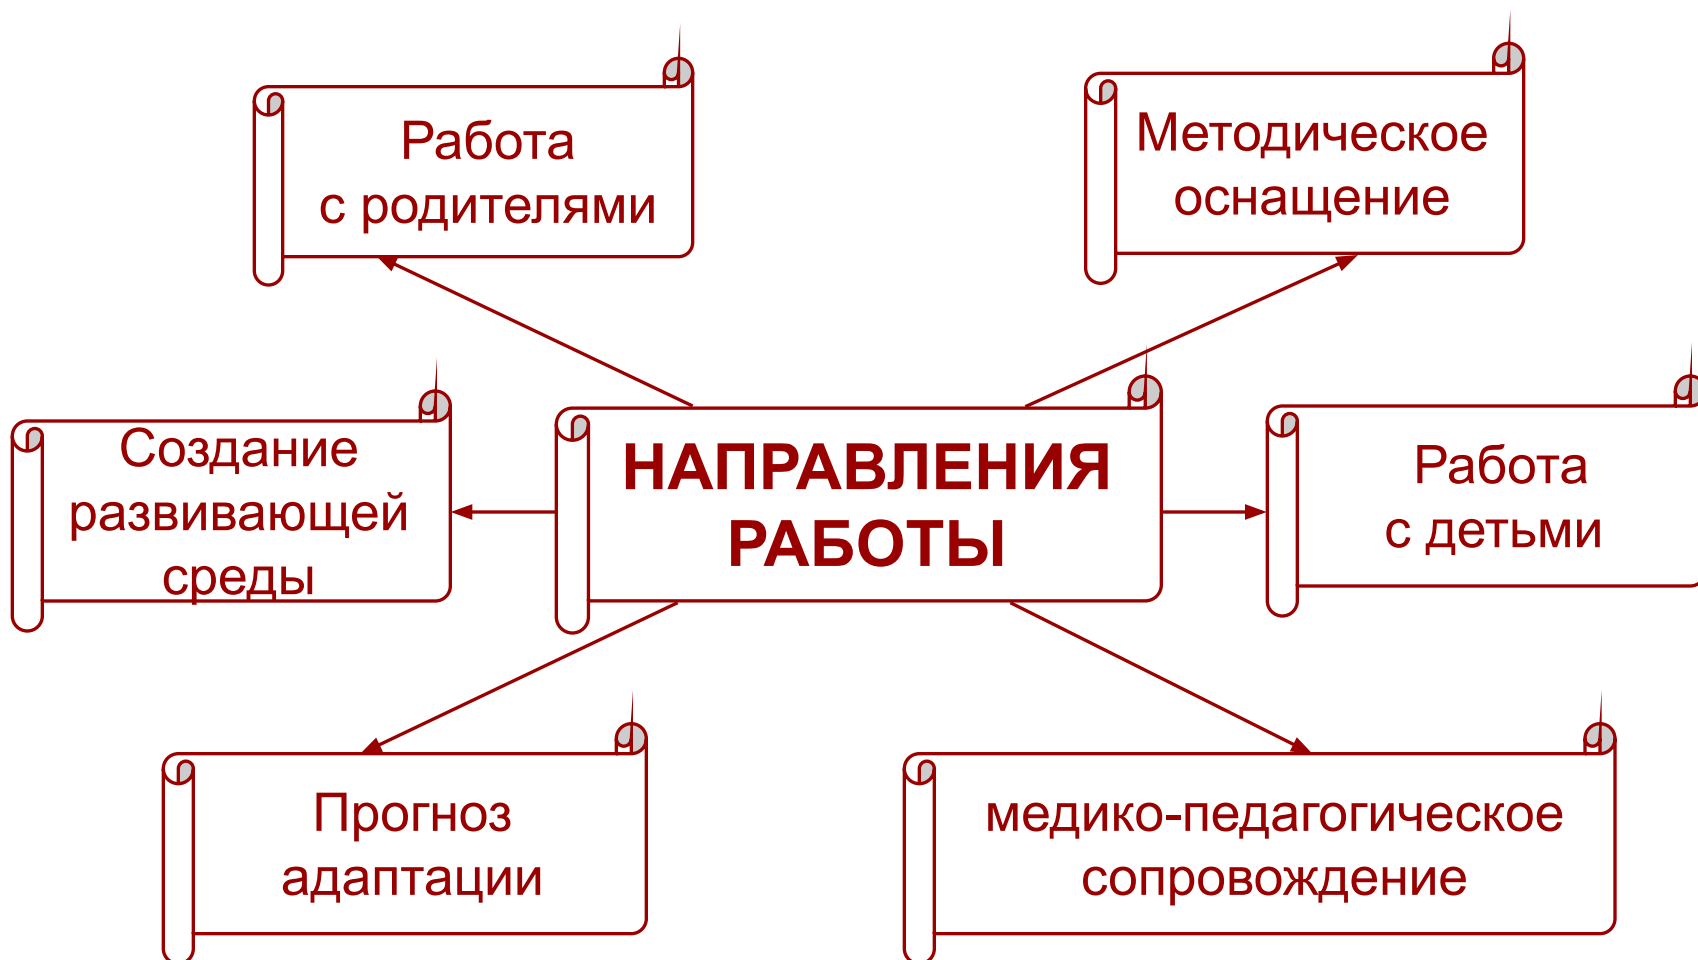 Работа
с родителями
Методическое
оснащение
Создание
развивающей
среды
НАПРАВЛЕНИЯ
РАБОТЫ
Работа
с детьми
Прогноз
адаптации
медико-педагогическое
сопровождение